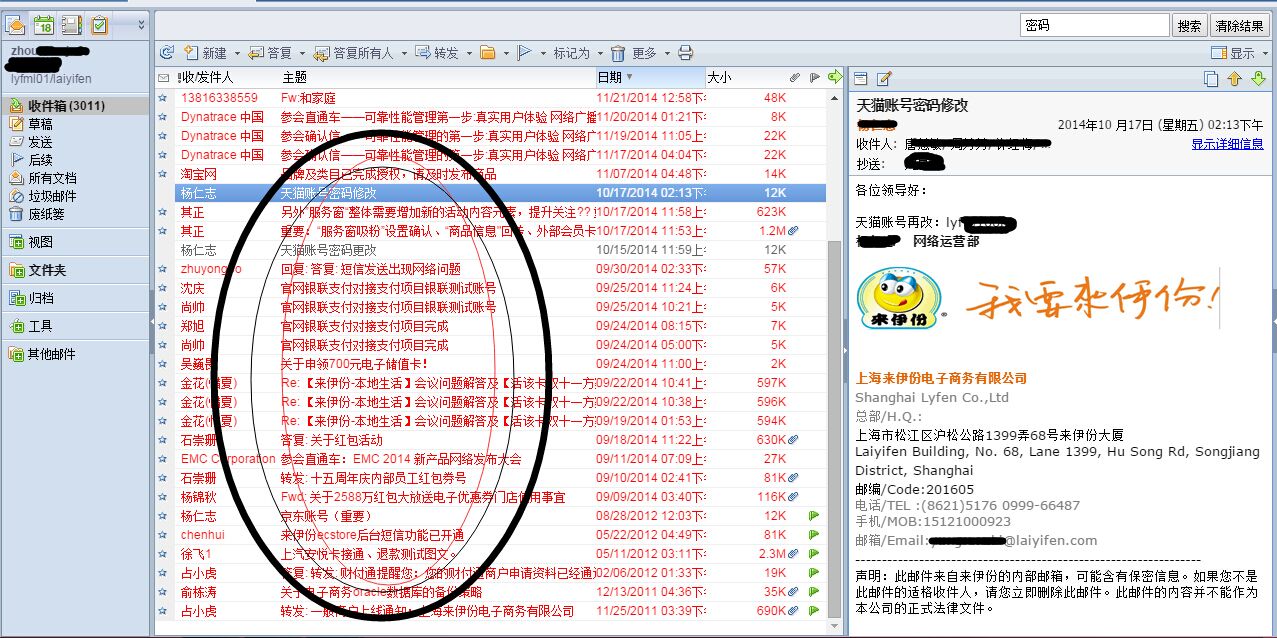 密码
搜索 清除结果
zhou
lyfml01/laiyifen
新建 答复 答复所有人 转发 标记为 更多 显示
收件箱 (3011)
草稿
发送
后续
所有文档
垃圾邮件
废纸篓
视图
文件夹
归档
工具
其他邮件
!收/发件人 主题 日期 大小
13816338559 Fw:和家庭 11/21/2014 12:58下午 48K
Dynatrace 中国 参会直通车——可靠性能管理第一步:真实用户体验 网络广播 11/20/2014 01:21下午 8K
Dynatrace 中国 参会确认信——可靠性能管理的第一步:真实用户体验 网络广 11/19/2014 11:05上午 22K
Dynatrace 中国 参会确认信——可靠性能管理的第一步:真实用户体验 网络广 11/17/2014 04:04下午 22K
淘宝网 品牌及类目已完成授权，请及时发布商品 11/07/2014 04:48下午 14K
杨仁志 天猫账号密码修改 10/17/2014 02:13下午 12K
其正 另外"服务窗"整体需要增加新的活动内容元素，提升关注?? 10/17/2014 11:58上午 623K
其正 重要："服务窗吸粉"设置确认、"商品信息"回传、外部会员卡 10/17/2014 11:53上午 1.2M
杨仁志 天猫账号密码更改 10/15/2014 11:59上午 12K
zhuyongbo 回复: 答复: 短信发送出现网络问题 09/30/2014 02:33下午 57K
沈庆 官网银联支付对接支付项目银联测试账号 09/25/2014 11:24上午 6K
尚帅 官网银联支付对接支付项目银联测试账号 09/25/2014 10:21上午 5K
郑旭 官网银联支付对接支付项目完成 09/24/2014 08:15下午 7K
尚帅 官网银联支付对接支付项目完成 09/24/2014 05:00下午 5K
吴巍 关于申领700元电子储值卡! 09/24/2014 11:00上午 2K
金花( 夏) Re:【来伊份-本地生活】会议问题解答及【活该卡双十一方 09/22/2014 10:41上午 597K
金花( 夏) Re:【来伊份-本地生活】会议问题解答及【活该卡双十一方 09/22/2014 10:38上午 596K
金花( 夏) Re:【来伊份-本地生活】会议问题解答及【活该卡双十一方 09/19/2014 01:53下午 594K
石崇珊 答复: 关于红包活动 09/18/2014 11:22上午 630K
EMC Corporation 参会直通车：EMC 2014 新产品网络发布大会 09/11/2014 07:09上午 27K
石崇珊 转发: 十五周年庆内部员工红包券号 09/10/2014 02:41下午 81K
杨锦秋 Fwd: 关于2588万红包大放送电子优惠券门店使用事宜 09/09/2014 03:40下午 116K
杨仁志 京东账号（重要） 08/28/2012 12:03下午 12K
chenhui 来伊份ecstore后台短信功能已开通 05/22/2012 04:49下午 81K
徐飞1 上汽安悦卡接通、退款测试图文。 05/11/2012 03:11下午 2.3M
占小虎 答复: 转发: 财付通提醒您：您的财付通商户申请资料已经通过 02/06/2012 01:33下午 19K
俞栋涛 关于电子商务oracle数据库的备份策略 12/13/2011 04:36下午 35K
占小虎 转发: 一般商户上线通知：上海来伊份电子商务有限公司 11/25/2011 03:39下午 690K
天猫账号密码修改
杨仁志 2014年10月17日 (星期五) 02:13下午
收件人： 显示详细信息
抄送：
各位领导好：
天猫账号再改：lyf
网络运营部
来伊份 ® 我要来伊份!
上海来伊份电子商务有限公司
Shanghai Lyfen Co.,Ltd
总部/H.Q.:
上海市松江区沪松公路1399弄68号来伊份大厦
Laiyifen Building, No. 68, Lane 1399, Hu Song Rd, Songjiang
District, Shanghai
邮编/Code:201605
电话/TEL :(8621)5176 0999-66487
手机/MOB:15121000923
邮箱/Email: @laiyifen.com
声明：此邮件来自来伊份的内部邮箱，可能含有保密信息。如果您不是
此邮件的适格收件人，请您立即删除此邮件。此邮件的内容并不能作为
本公司的正式法律文件。